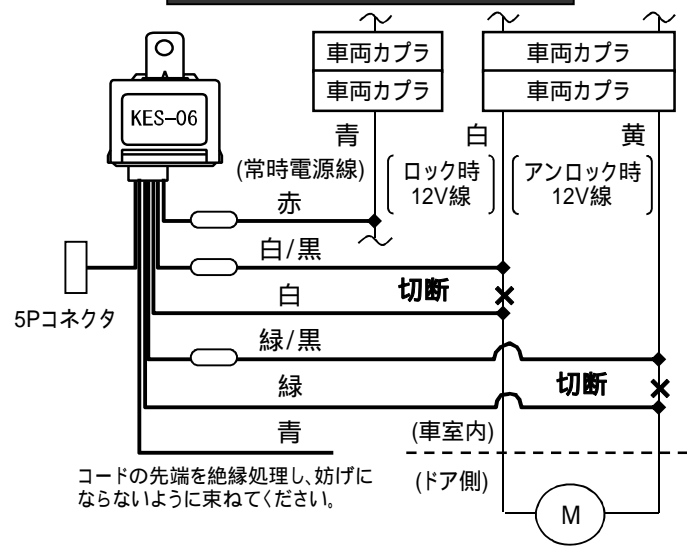 車両カプラ
車両カプラ
車両カプラ
車両カプラ
KES-06
青
白
黄
(常時電源線)
ロック時
12V線
アンロック時
12V線
赤
白/黒
白
切断
5Pコネクタ
緑/黒
緑
切断
青
(車室内)
コードの先端を絶縁処理し、妨げに
ならないように束ねてください。
(ドア側)
M